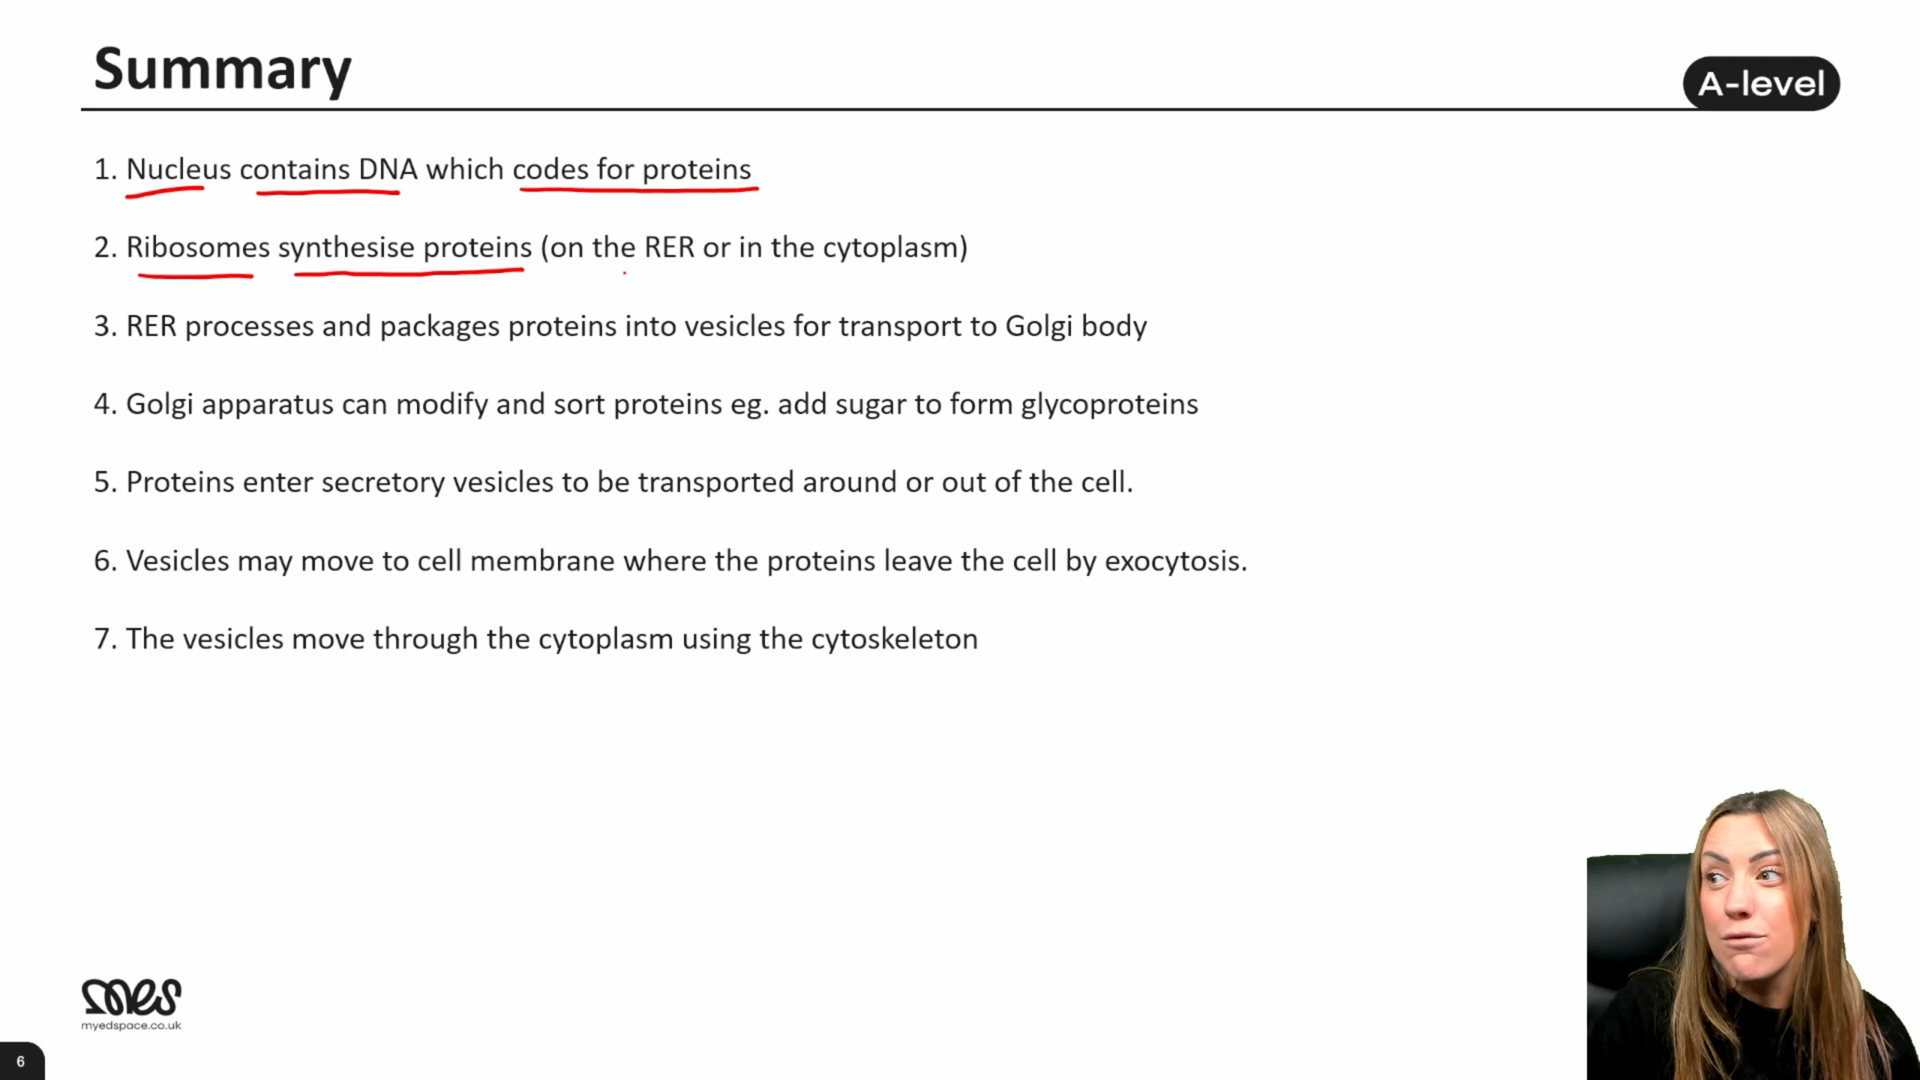 Summary
A-level
1. Nucleus contains DNA which codes for proteins
2. Ribosomes synthesise proteins (on the RER or in the cytoplasm)
3. RER processes and packages proteins into vesicles for transport to Golgi body
4. Golgi apparatus can modify and sort proteins eg. add sugar to form glycoproteins
5. Proteins enter secretory vesicles to be transported around or out of the cell.
6. Vesicles may move to cell membrane where the proteins leave the cell by exocytosis.
7. The vesicles move through the cytoplasm using the cytoskeleton
mes
myedspace.co.uk
6